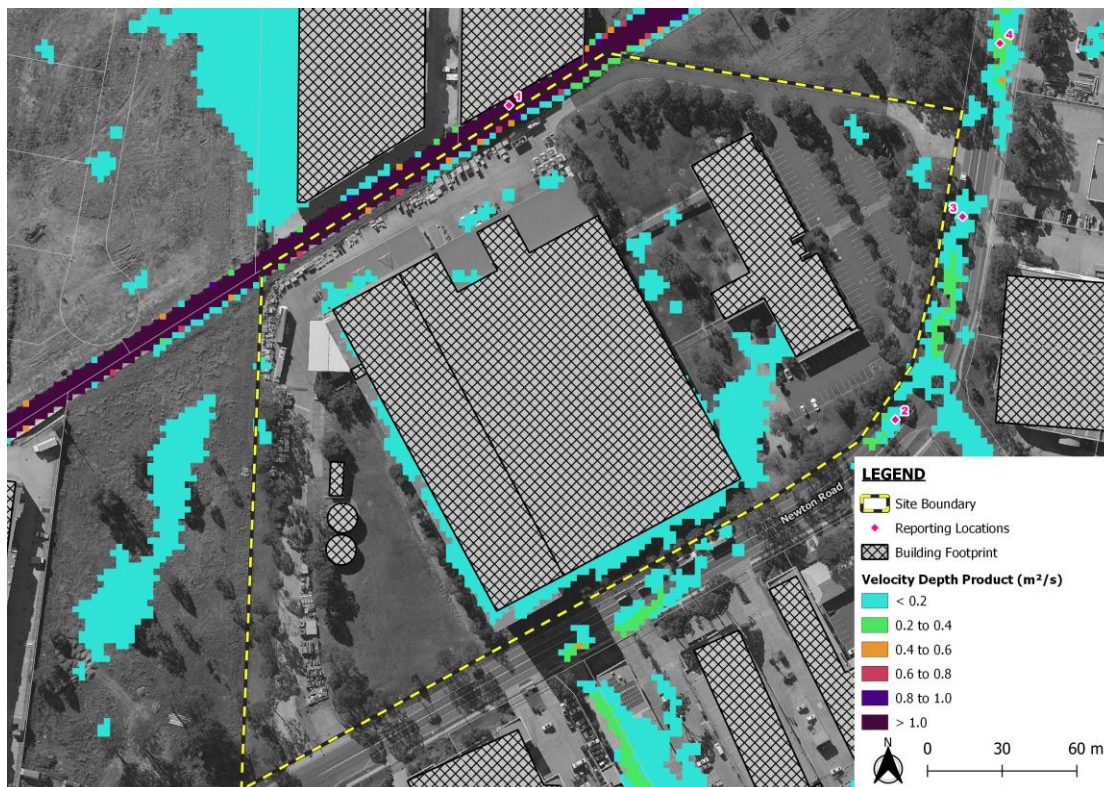 4
1
3
2
Newton Road
LEGEND
Site Boundary
Reporting Locations
Building Footprint
Velocity Depth Product (m²/s)
< 0.2
0.2 to 0.4
0.4 to 0.6
0.6 to 0.8
0.8 to 1.0
> 1.0
N
0 30 60 m